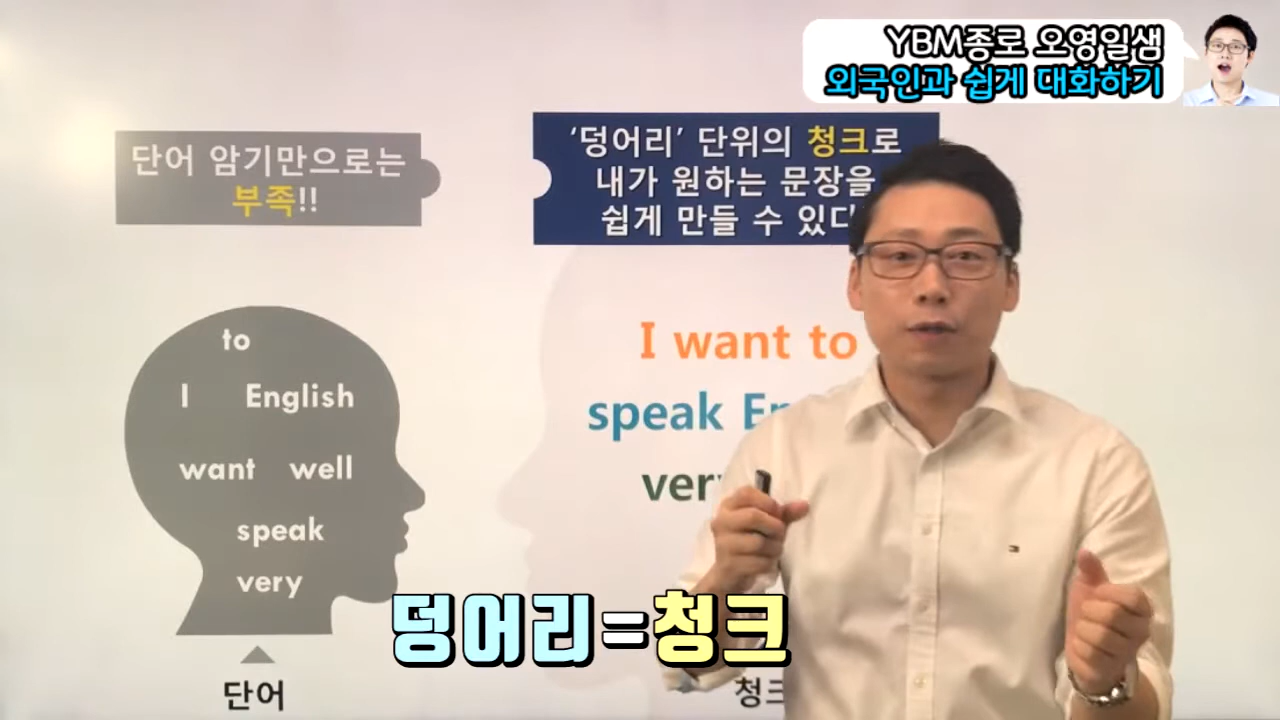 YBM종로 오영일샘
외국인과 쉽게 대화하기
단어 암기만으로는
부족!!
'덩어리' 단위의 청크로
내가 원하는 문장을
쉽게 만들 수 있다
to
I English
want well
speak
very
I want to
speak
덩어리=청크
단어